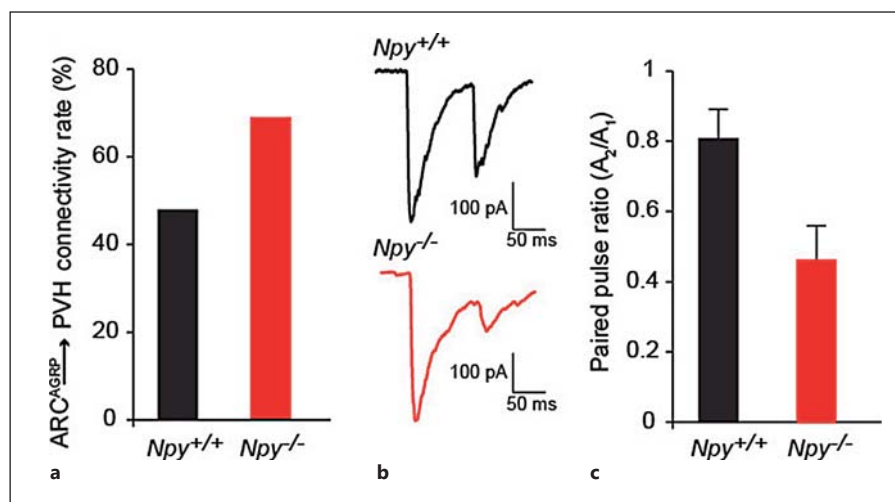 ARC^AGRP → PVH connectivity rate (%)
80
60
40
20
0
Npy+/+
Npy-/-
a
Npy+/+
100 pA
50 ms
Npy-/-
100 pA
50 ms
b
Paired pulse ratio (A2/A1)
1
0.8
0.6
0.4
0.2
0
Npy+/+
Npy-/-
c